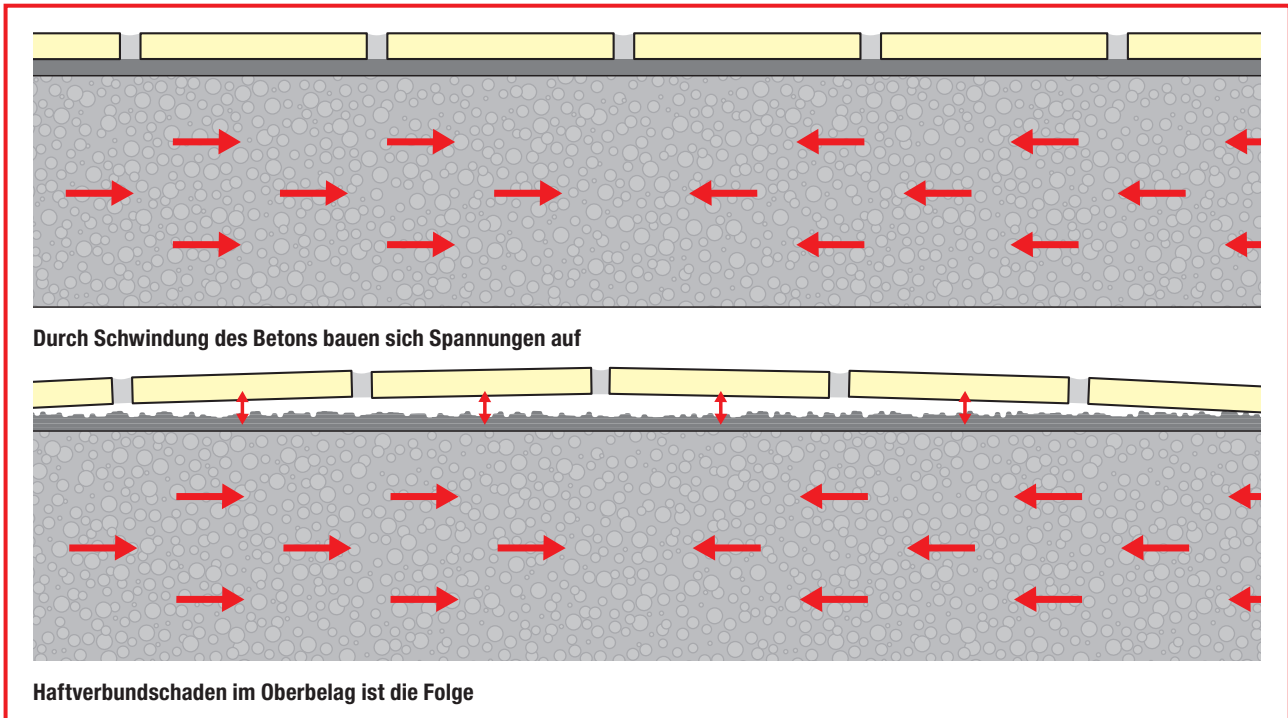 Durch Schwindung des Betons bauen sich Spannungen auf
Haftverbundschaden im Oberbelag ist die Folge